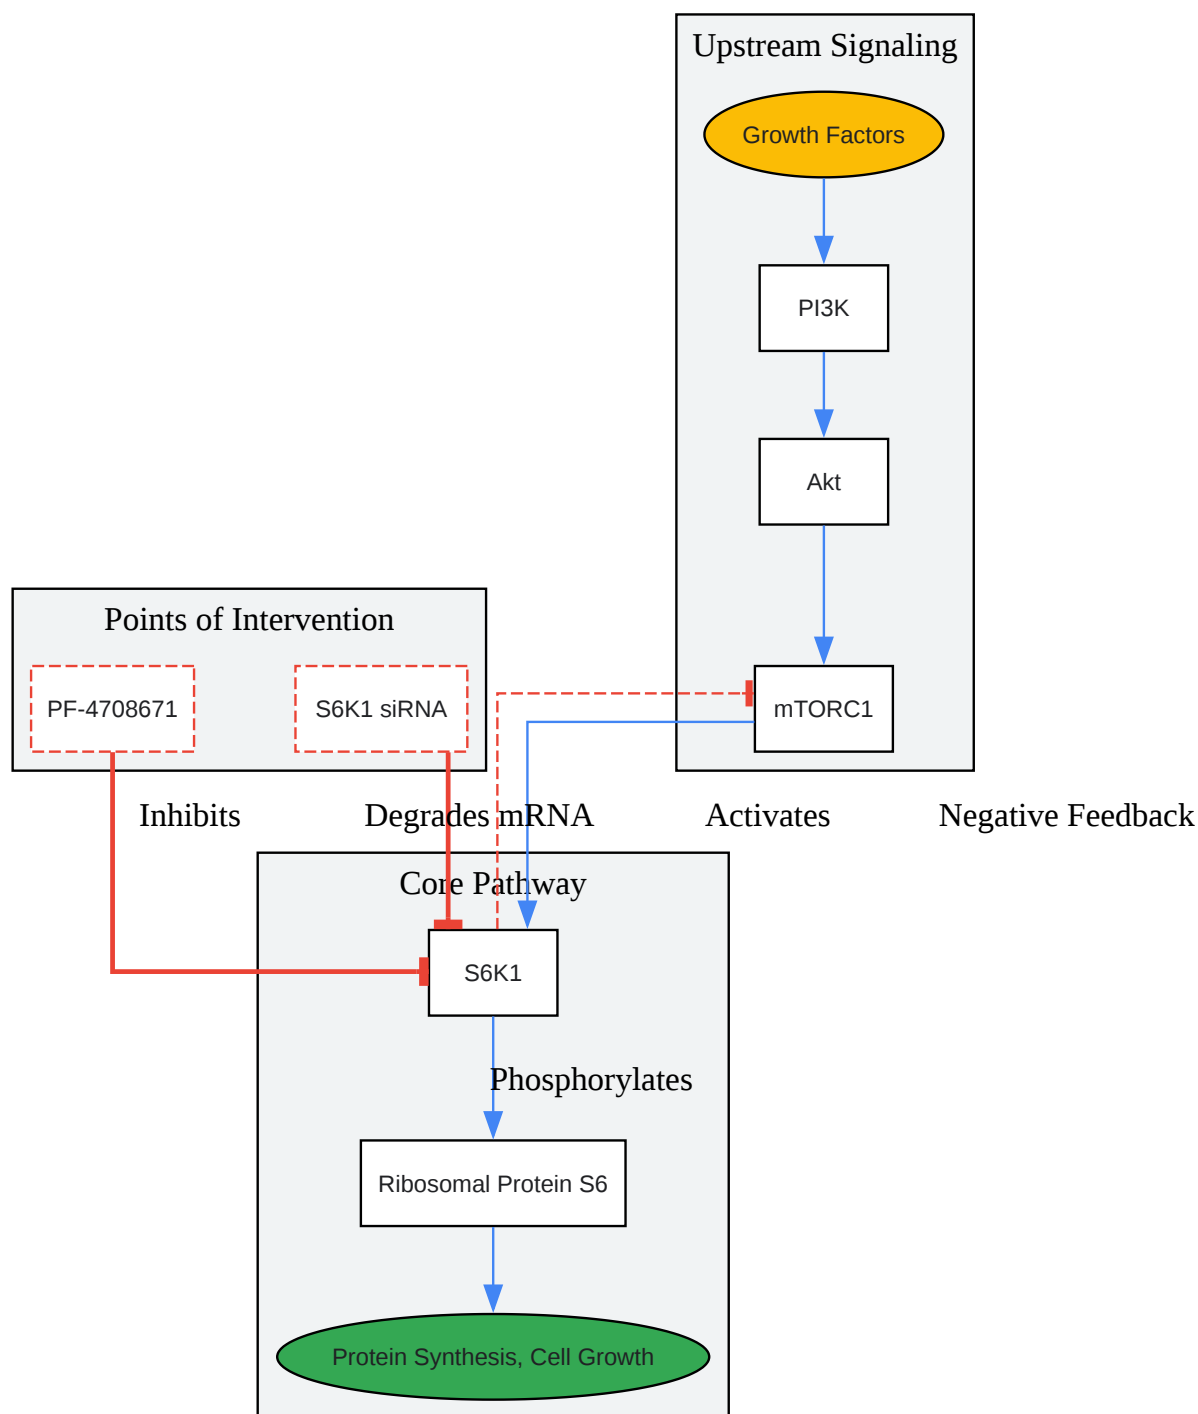 Upstream Signaling
Growth Factors
PI3K
Akt
Points of Intervention
PF-4708671
S6K1 siRNA
mTORC1
Inhibits
Degrades mRNA
Activates
Negative Feedback
Core Pathway
S6K1
Phosphorylates
Ribosomal Protein S6
Protein Synthesis, Cell Growth